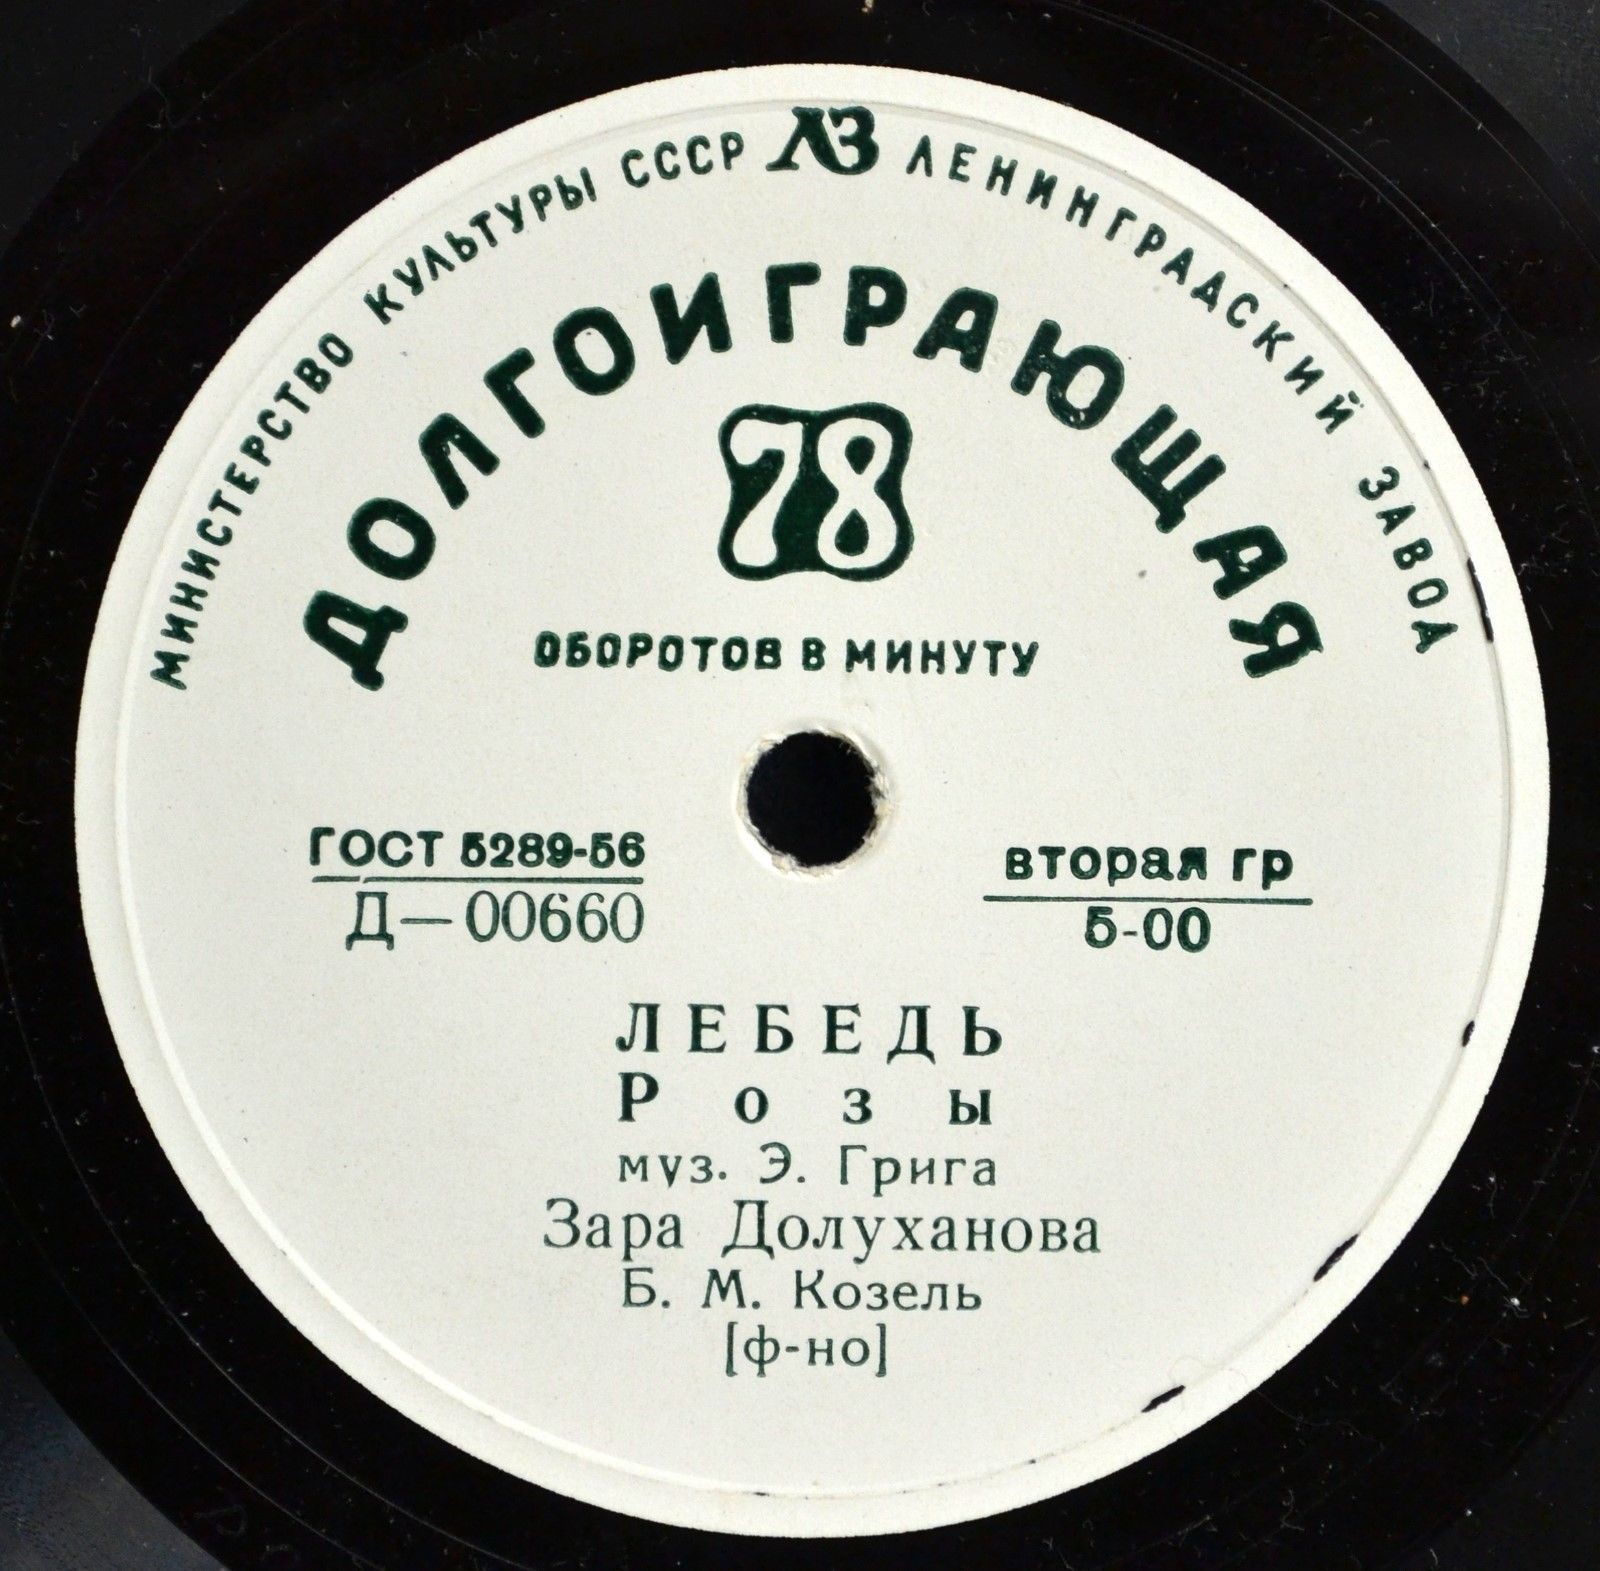 МИНИСТЕРСТВО КУЛЬТУРЫ СССР ЛЗ ЛЕНИНГРАДСКИЙ ЗАВОД
ДОЛГОИГРАЮЩАЯ
78
ОБОРОТОВ В МИНУТУ
ГОСТ 5289-56
Д—00660
вторая гр
5-00
ЛЕБЕДЬ
Розы
муз. Э. Грига
Зара Долуханова
Б. М. Козель
[ф-но]